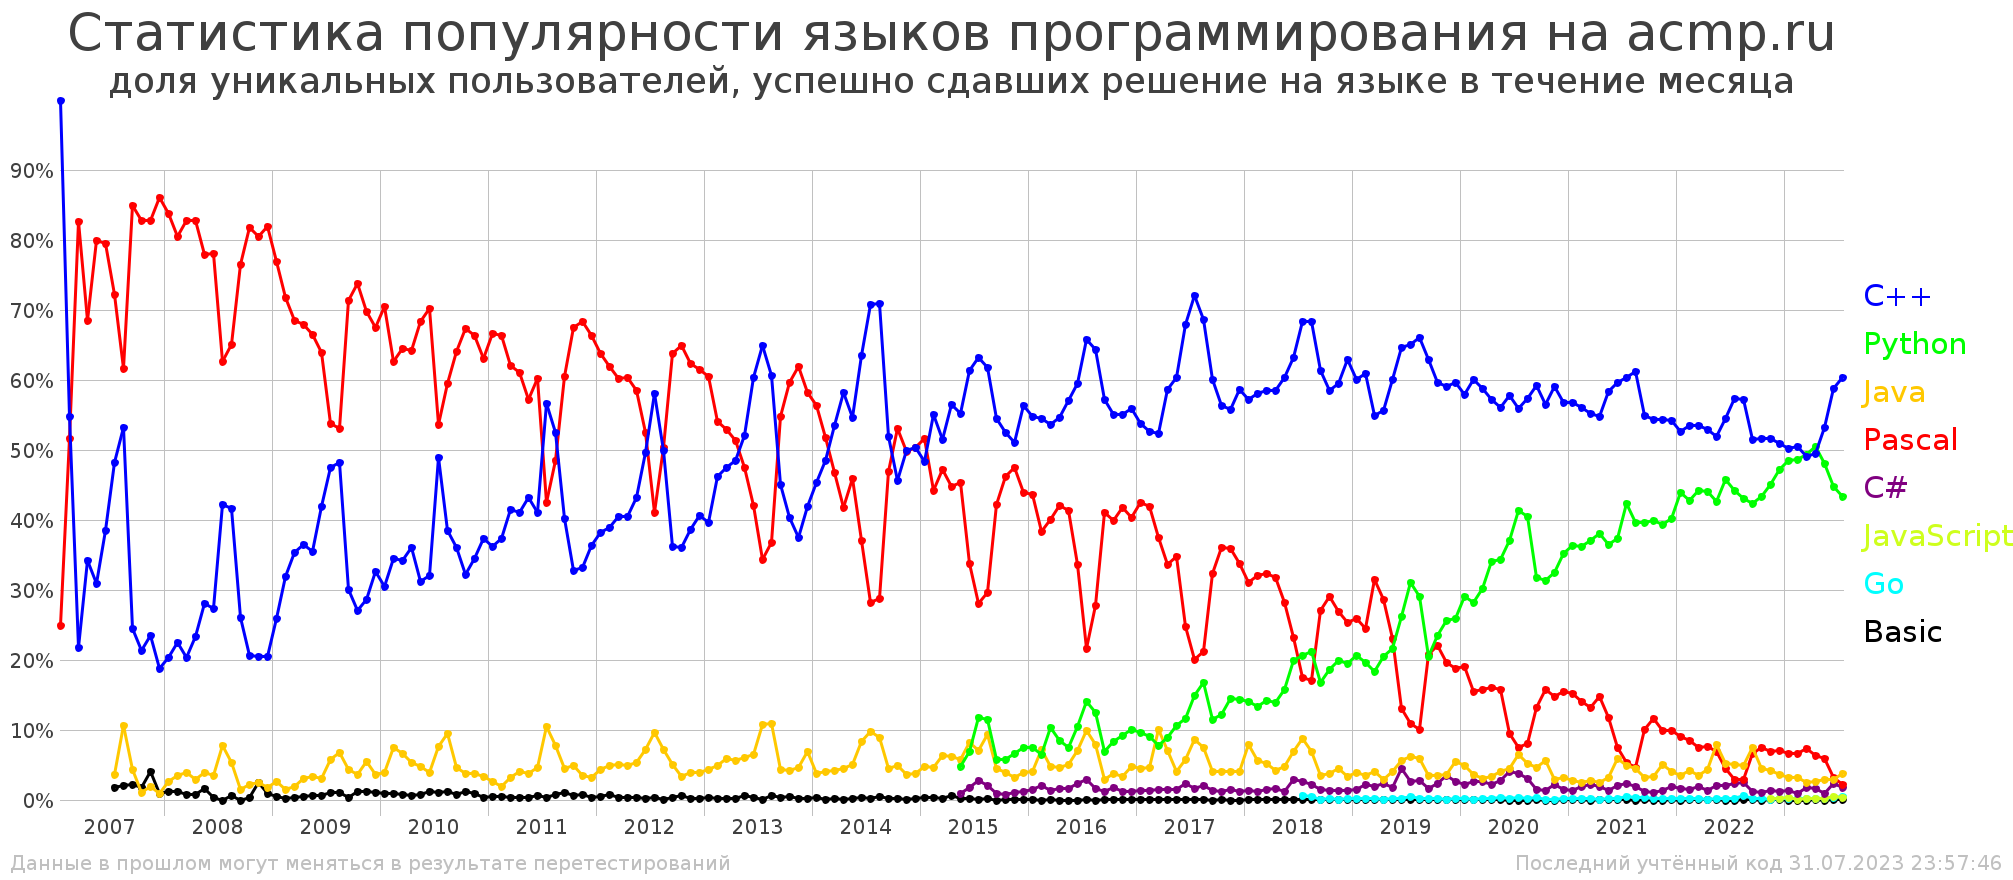 Статистика популярности языков программирования на acmp.ru
доля уникальных пользователей, успешно сдавших решение на языке в течение месяца
90%
80%
70%
60%
50%
40%
30%
20%
10%
0%
2007 2008 2009 2010 2011 2012 2013 2014 2015 2016 2017 2018 2019 2020 2021 2022
C++
Python
Java
Pascal
C#
JavaScript
Go
Basic
Данные в прошлом могут меняться в результате перетестирований
Последний учтённый код 31.07.2023 23:57:46